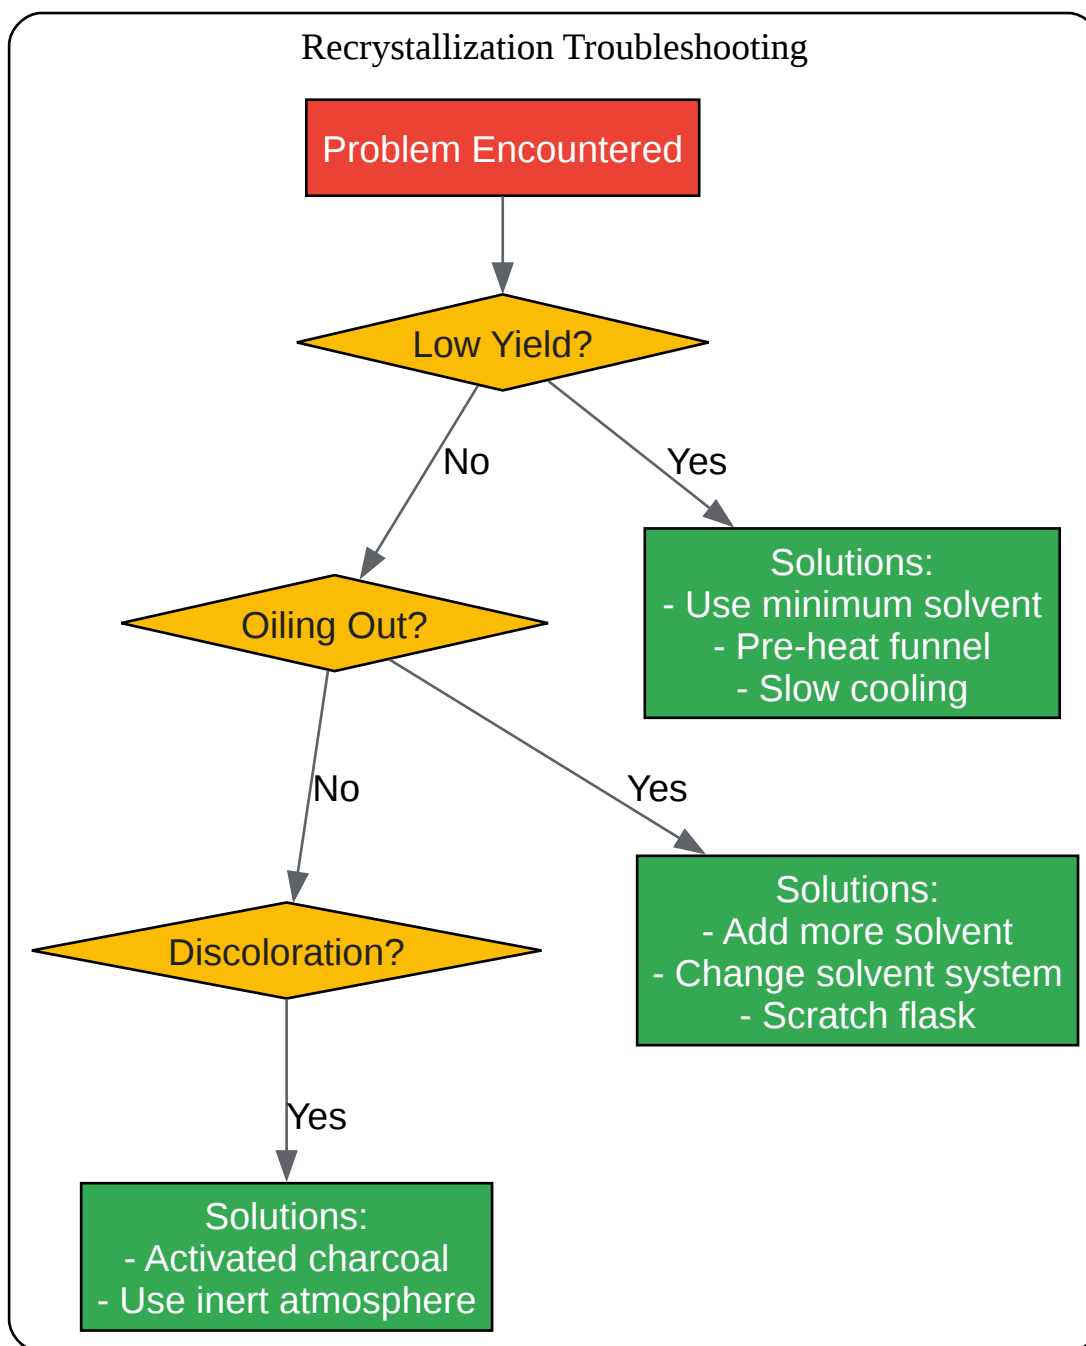 Recrystallization Troubleshooting
Problem Encountered
Low Yield?
No
Yes
Solutions:
- Use minimum solvent
- Pre-heat funnel
- Slow cooling
Oiling Out?
No
Yes
Solutions:
- Add more solvent
- Change solvent system
- Scratch flask
Discoloration?
Yes
Solutions:
- Activated charcoal
- Use inert atmosphere